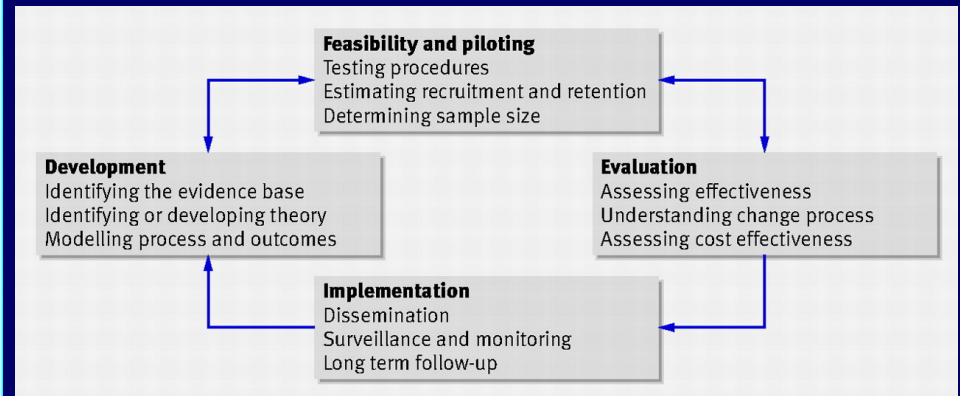 Feasibility and piloting
Testing procedures
Estimating recruitment and retention
Determining sample size
Development
Identifying the evidence base
Identifying or developing theory
Modelling process and outcomes
Evaluation
Assessing effectiveness
Understanding change process
Assessing cost effectiveness
Implementation
Dissemination
Surveillance and monitoring
Long term follow-up